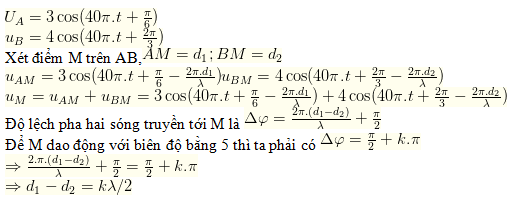 $U_A = 3\cos(40\pi.t + \frac{\pi}{6})$
$u_B = 4\cos(40\pi.t + \frac{2\pi}{3})$
Xét điểm M trên AB, $AM = d_1; BM = d_2$
$u_{AM} = 3\cos(40\pi.t + \frac{\pi}{6} - \frac{2\pi.d_1}{\lambda})u_{BM} = 4\cos(40\pi.t + \frac{2\pi}{3} - \frac{2\pi.d_2}{\lambda})$
$u_M = u_{AM} + u_{BM} = 3\cos(40\pi.t + \frac{\pi}{6} - \frac{2\pi.d_1}{\lambda}) + 4\cos(40\pi.t + \frac{2\pi}{3} - \frac{2\pi.d_2}{\lambda})$
Độ lệch pha hai sóng truyền tới M là $\Delta\varphi = \frac{2\pi.(d_1-d_2)}{\lambda} + \frac{\pi}{2}$
Để M dao động với biên độ bằng 5 thì ta phải có $\Delta\varphi = \frac{\pi}{2} + k.\pi$
$\Rightarrow \frac{2.\pi.(d_1-d_2)}{\lambda} + \frac{\pi}{2} = \frac{\pi}{2} + k.\pi$
$\Rightarrow d_1 - d_2 = k\lambda/2$